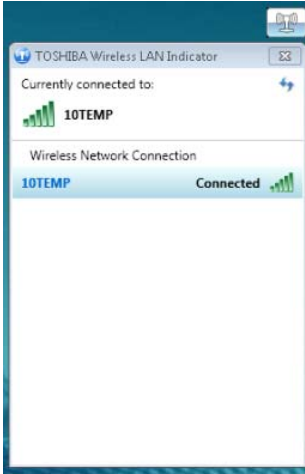 TOSHIBA Wireless LAN Indicator
Currently connected to:
10TEMP
Wireless Network Connection
10TEMP Connected